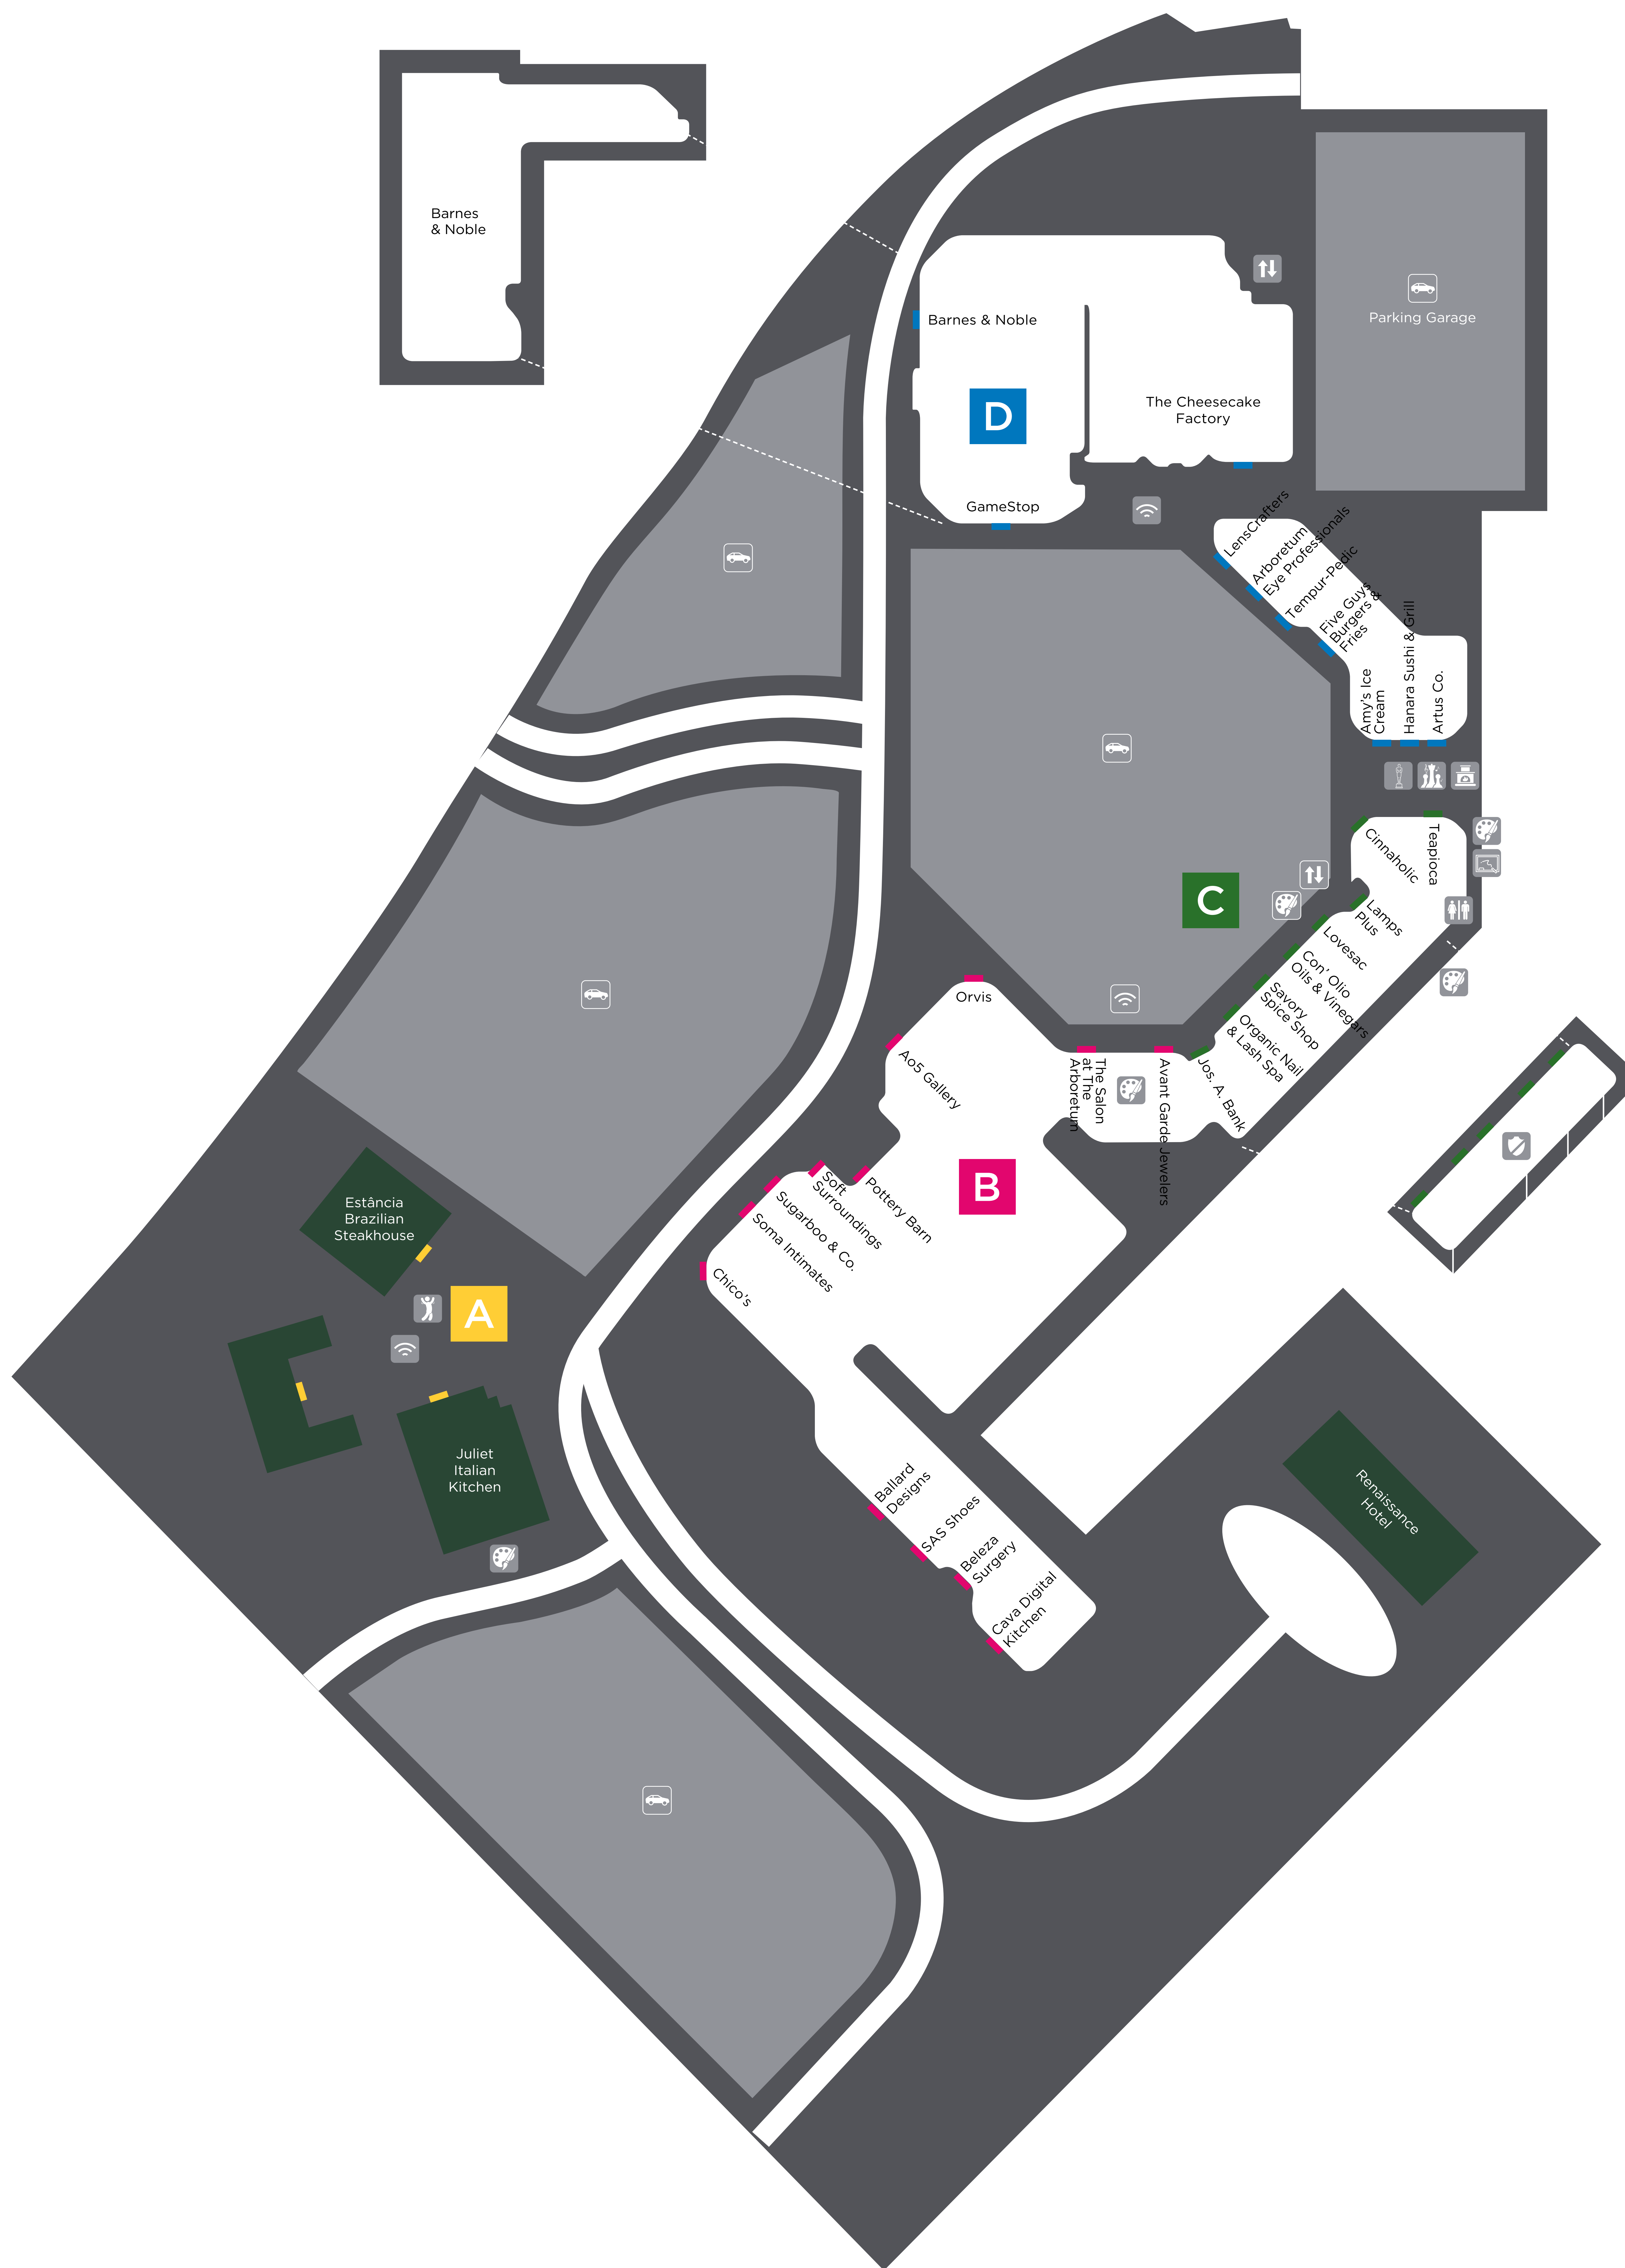 Barnes
& Noble
Barnes & Noble
Parking Garage
D
The Cheesecake
Factory
GameStop
LensCrafters
Arboretum
Eye Professionals
Tempur-Pedic
Five Guys
Burgers &
Fries
Amy's Ice
Cream
Hanara Sushi & Grill
Artus Co.
Cinnaholic
Teapioca
C
Lamps
Plus
Lovesac
Con' Olio
Oils & Vinegars
Savory
Spice Shop
Organic Nail
& Lash Spa
Jos. A. Bank
Orvis
Ao5 Gallery
The Salon
at The
Arboretum
Avant Garde Jewelers
B
Pottery Barn
Soft
Surroundings
Sugarboo & Co.
Soma Intimates
Chico's
Estância
Brazilian
Steakhouse
A
Juliet
Italian
Kitchen
Ballard
Designs
SAS Shoes
Beleza
Surgery
Cava Digital
Kitchen
Renaissance
Hotel